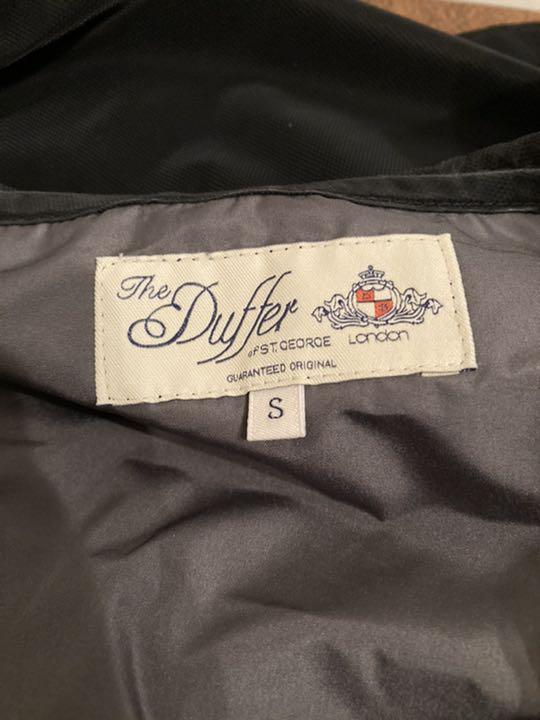 The
Duffer
of ST. GEORGE
London
GUARANTEED ORIGINAL
S